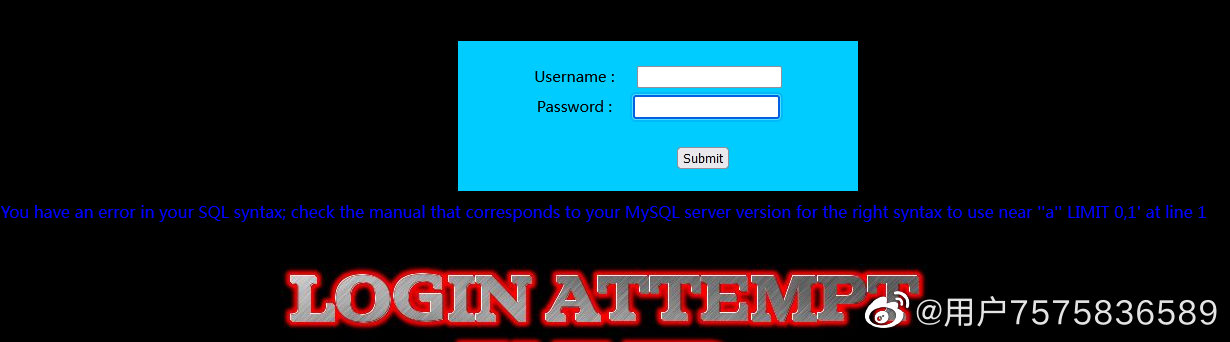 Username :
Password :
Submit
You have an error in your SQL syntax; check the manual that corresponds to your MySQL server version for the right syntax to use near ''a'' LIMIT 0,1' at line 1
LOGIN ATTEMPT
@用户7575836589